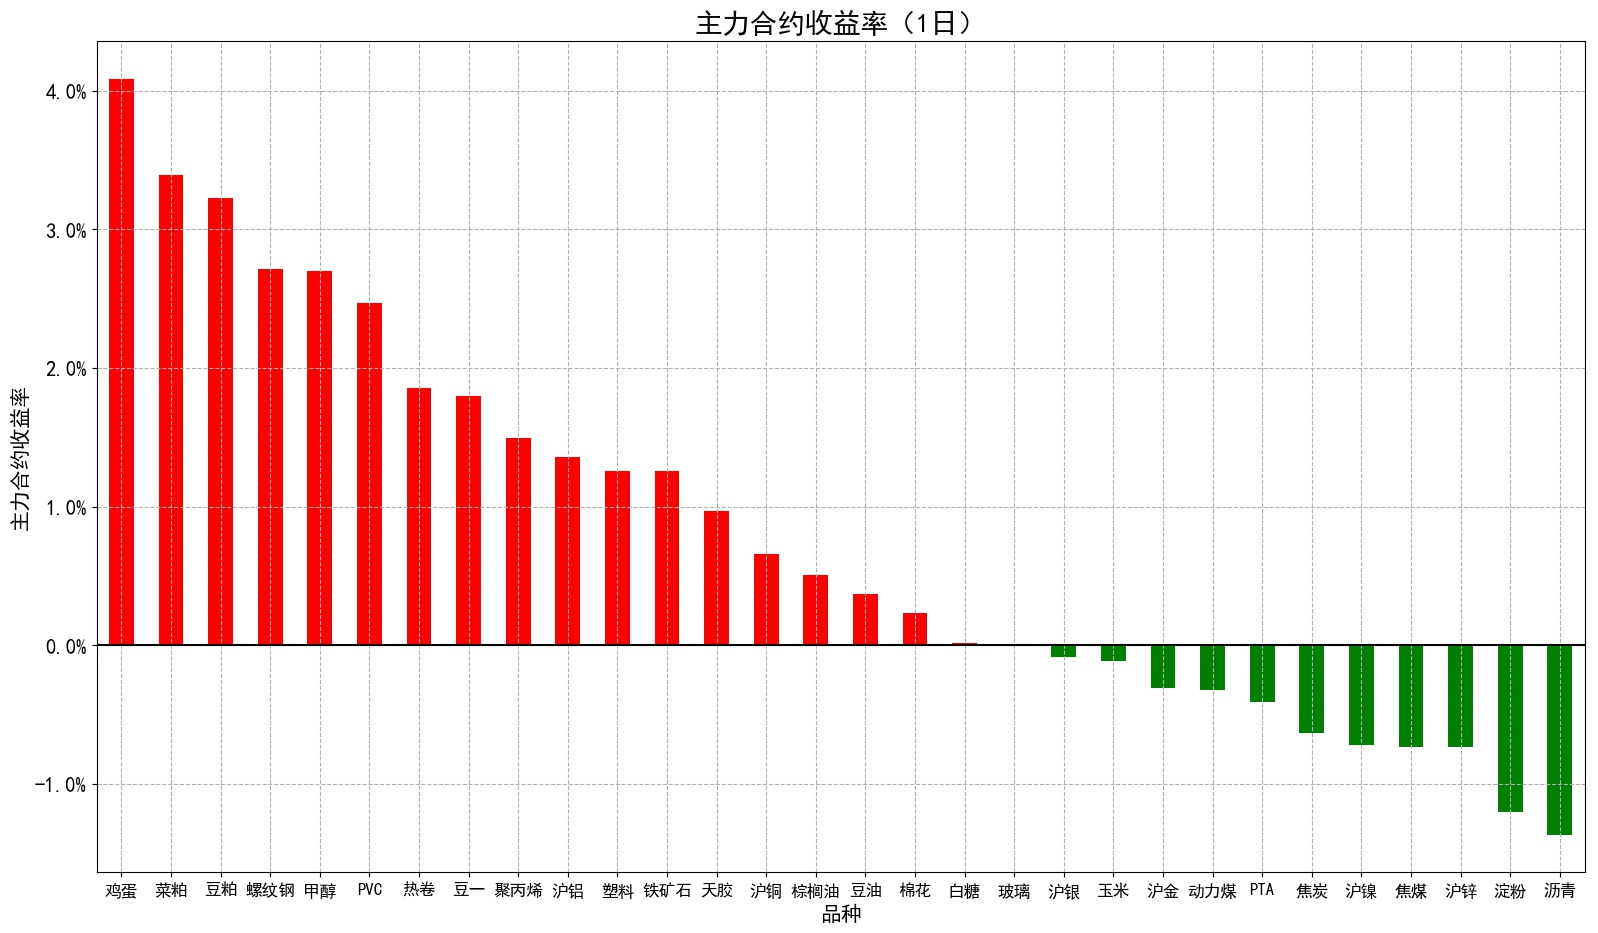 主力合约收益率（1日）
主力合约收益率
4.0%
3.0%
2.0%
1.0%
0.0%
-1.0%
鸡蛋 菜粕 豆粕 螺纹钢 甲醇 PVC 热卷 豆一 聚丙烯 沪铝 塑料 铁矿石 天胶 沪铜 棕榈油 豆油 棉花 白糖 玻璃 沪银 玉米 沪金 动力煤 PTA 焦炭 沪镍 焦煤 沪锌 淀粉 沥青
品种